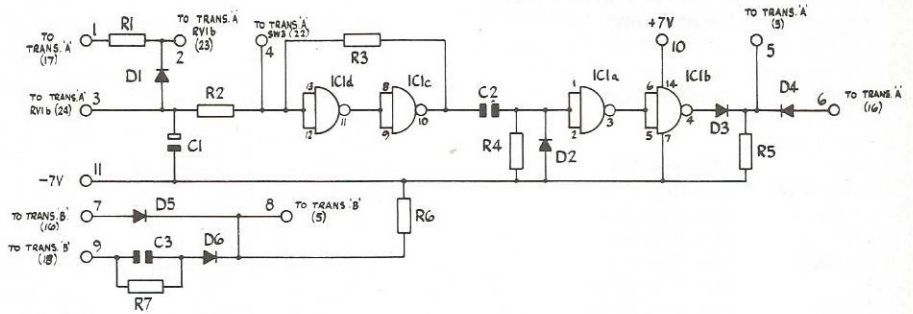 TO TRANS. 'A' (17)
1
R1
2
TO TRANS. 'A' RV1b (23)
D1
TO TRANS. 'A' SW3 (22)
4
R3
+7V
10
TO TRANS. 'A' (5)
5
TO TRANS. 'A' RV1b (24)
3
R2
C1
IC1d
13
12
11
IC1c
8
9
10
C2
R4
D2
IC1a
1
2
3
IC1b
6
5
14
7
4
D3
D4
R5
6
TO TRANS. 'A' (16)
-7V
11
TO TRANS. 'B' (16)
7
D5
8
TO TRANS. 'B' (5)
R6
TO TRANS. 'B' (18)
9
C3
D6
R7